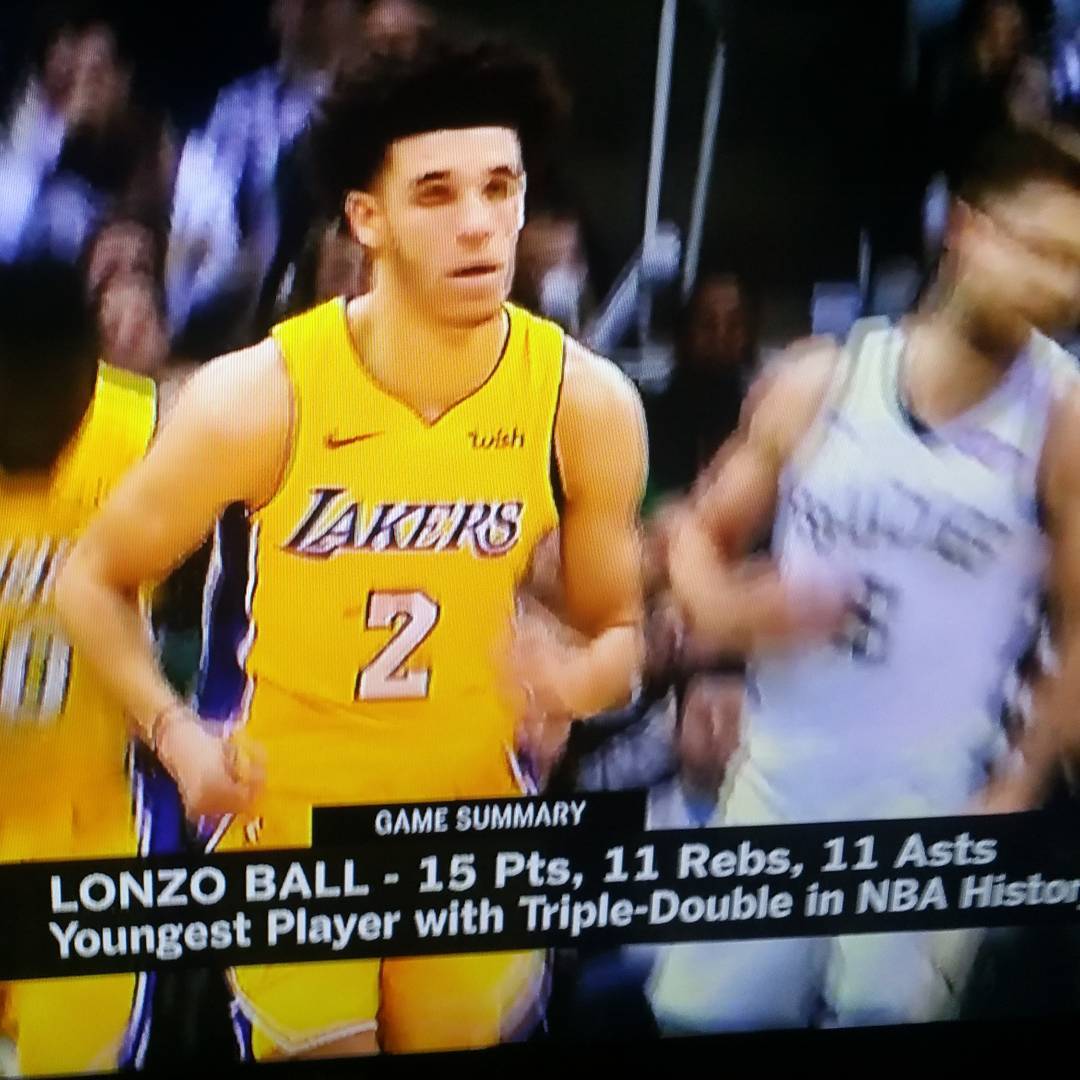 wish
LAKERS
2
GAME SUMMARY
LONZO BALL - 15 Pts, 11 Rebs, 11 Asts
Youngest Player with Triple-Double in NBA Histor